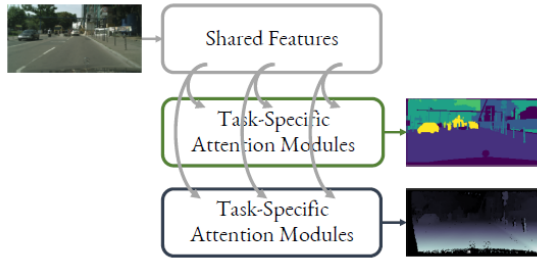 Shared Features
Task-Specific
Attention Modules
Task-Specific
Attention Modules